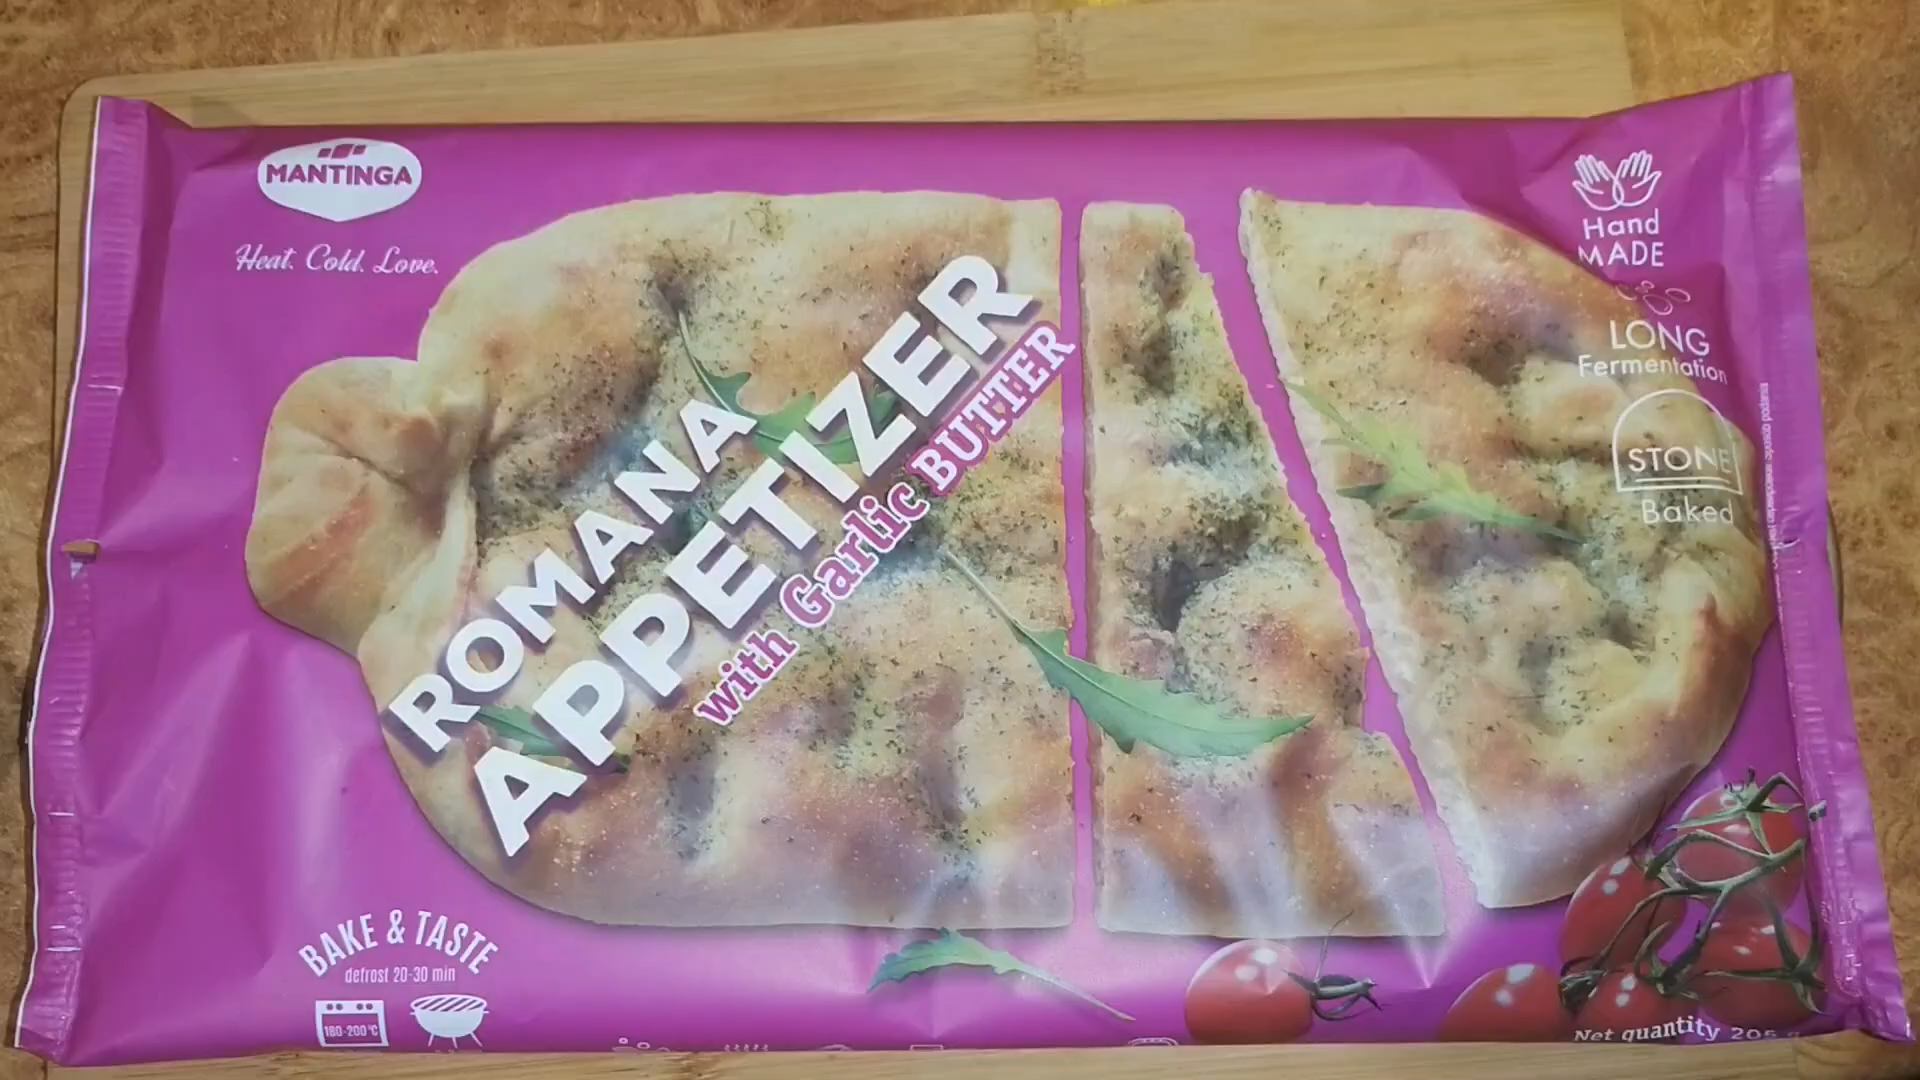 MANTINGA
Heat. Cold. Love.
Hand
MADE
LONG
Fermentation
STONE
Baked
ROMANA
APPETIZER
with Garlic BUTTER
BAKE & TASTE
defrost 20-30 min
180-200°C
Net quantity 205 g